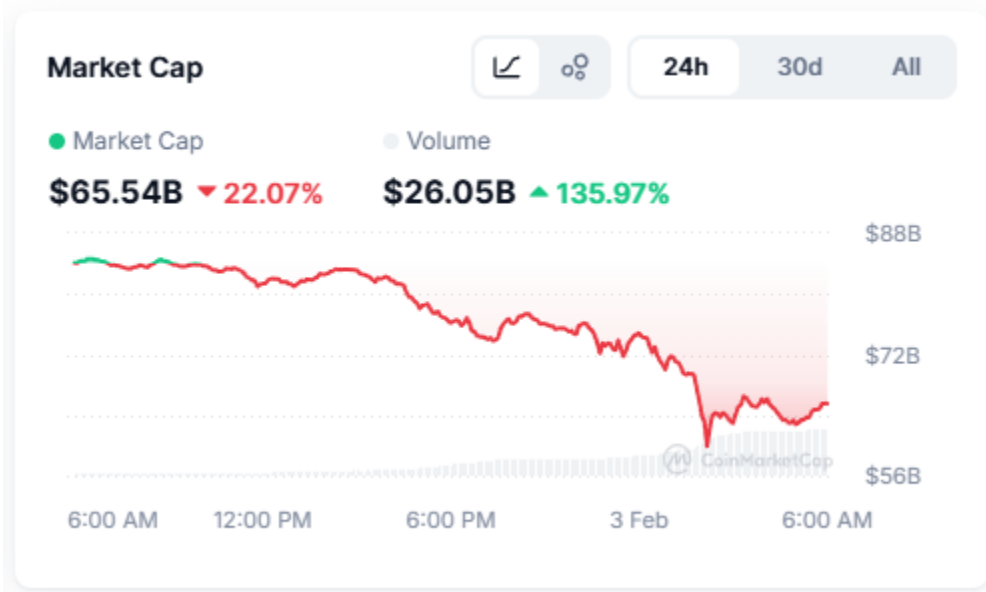 Market Cap 24h 30d All
Market Cap Volume
$65.54B 22.07% $26.05B 135.97%
$88B
$72B
CoinMarketCap
$56B
6:00 AM 12:00 PM 6:00 PM 3 Feb 6:00 AM